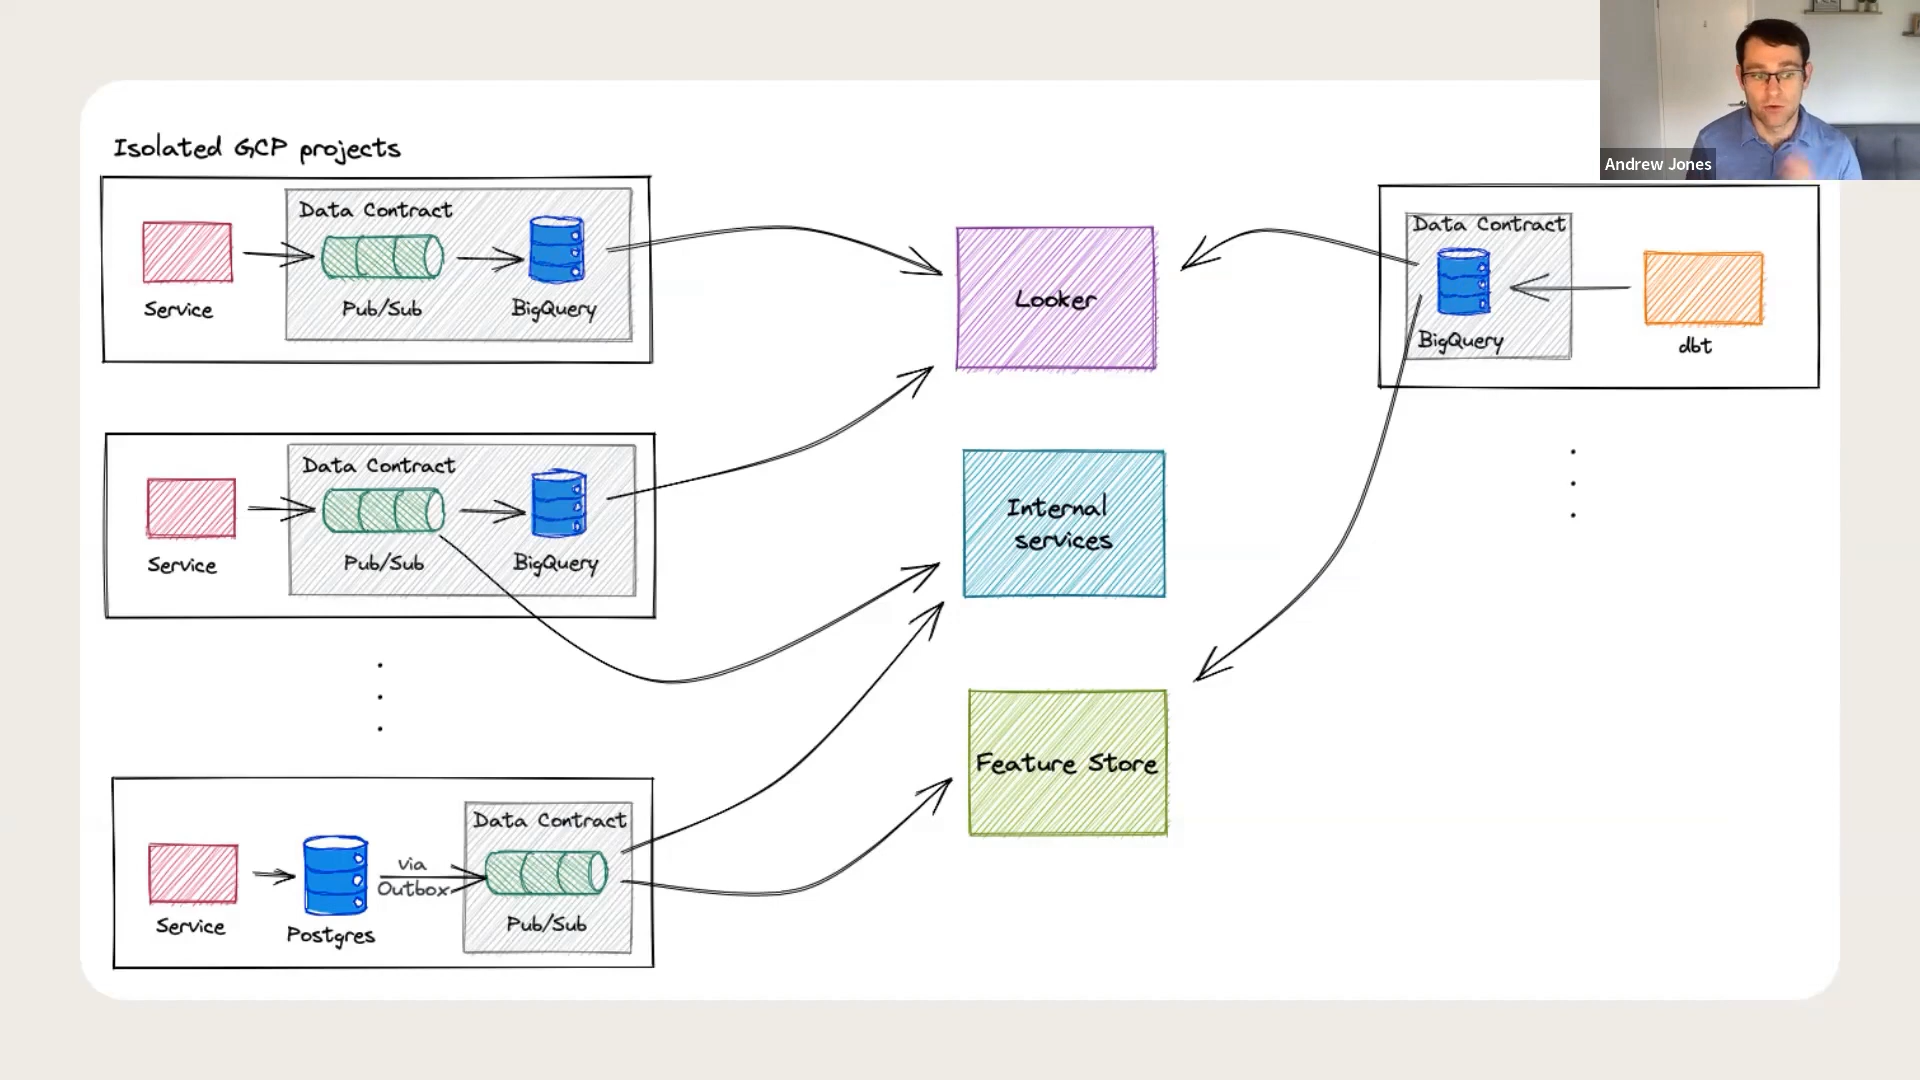 Andrew Jones
Isolated GCP projects
Data Contract
Service
Pub/Sub
BigQuery
Data Contract
Service
Pub/Sub
BigQuery
Data Contract
via
Outbox
Service
Postgres
Pub/Sub
Looker
Internal
services
Feature Store
Data Contract
BigQuery
dbt